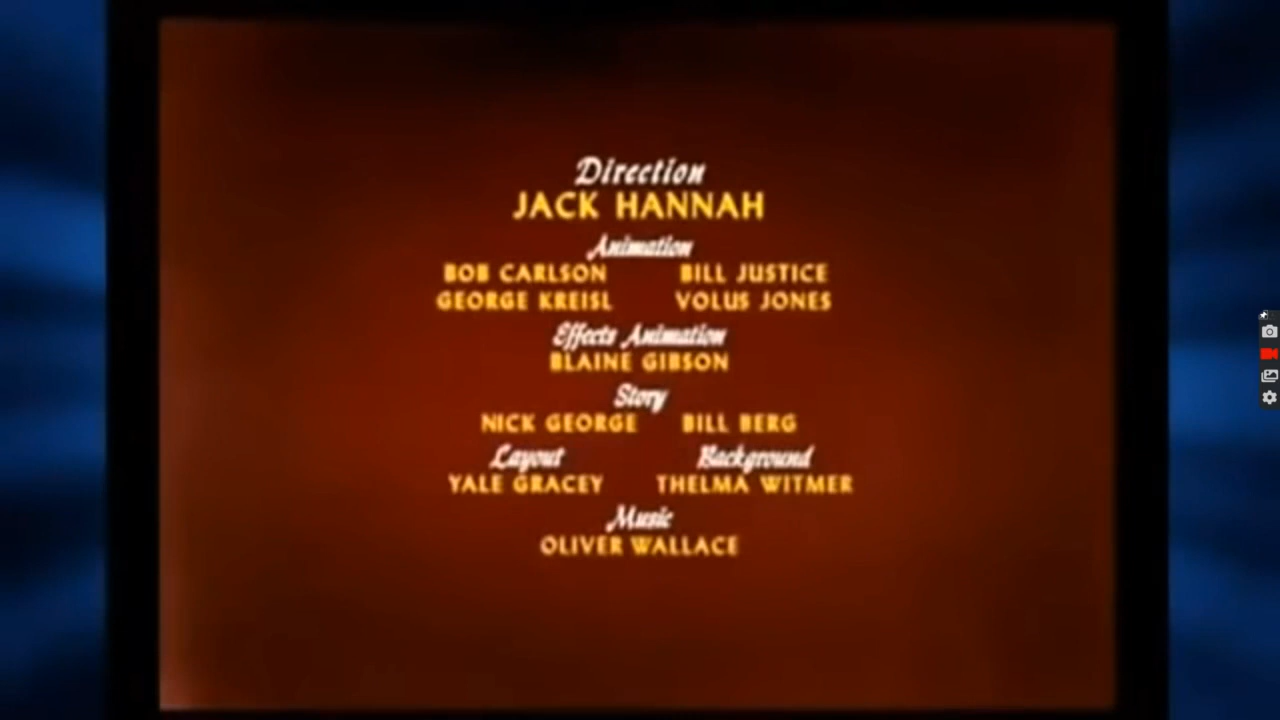 Direction
JACK HANNAH
Animation
BOB CARLSON BILL JUSTICE
GEORGE KREISL VOLUS JONES
Effects Animation
BLAINE GIBSON
Story
NICK GEORGE BILL BERG
Layout Background
YALE GRACEY THELMA WITMER
Music
OLIVER WALLACE